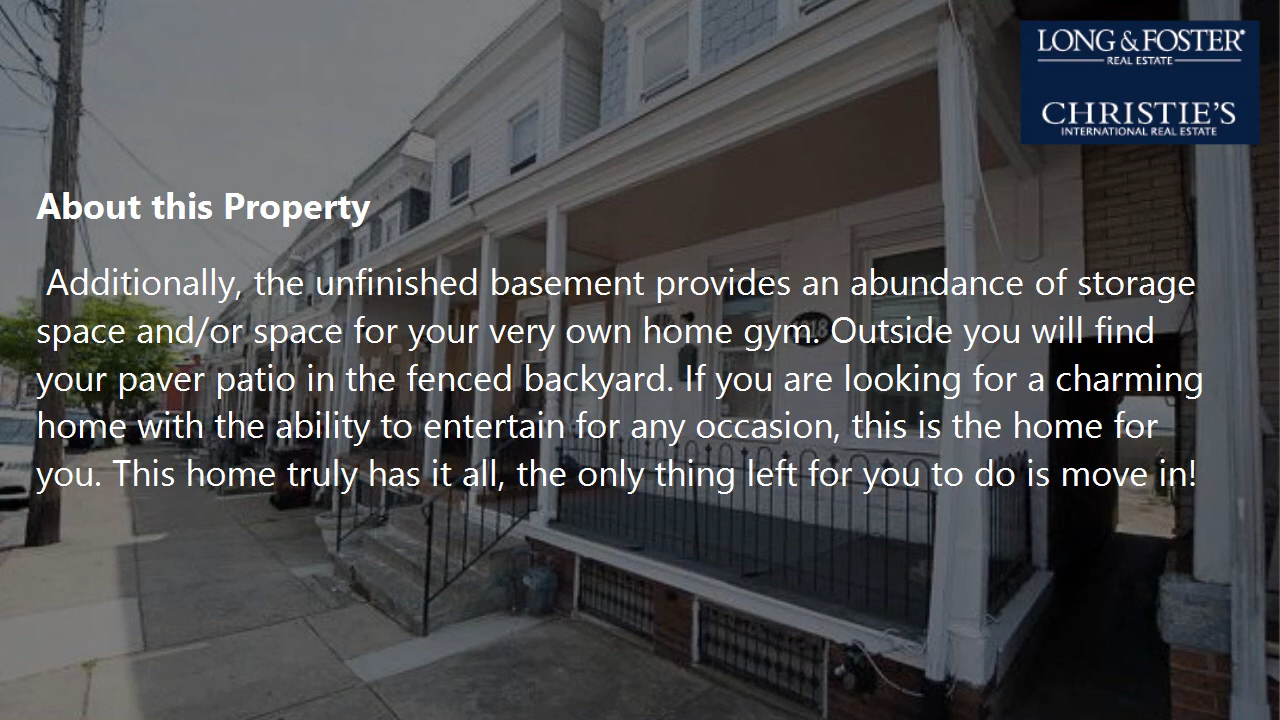 LONG & FOSTER®
REAL ESTATE
CHRISTIE'S
INTERNATIONAL REAL ESTATE
About this Property
Additionally, the unfinished basement provides an abundance of storage
space and/or space for your very own home gym. Outside you will find
your paver patio in the fenced backyard. If you are looking for a charming
home with the ability to entertain for any occasion, this is the home for
you. This home truly has it all, the only thing left for you to do is move in!